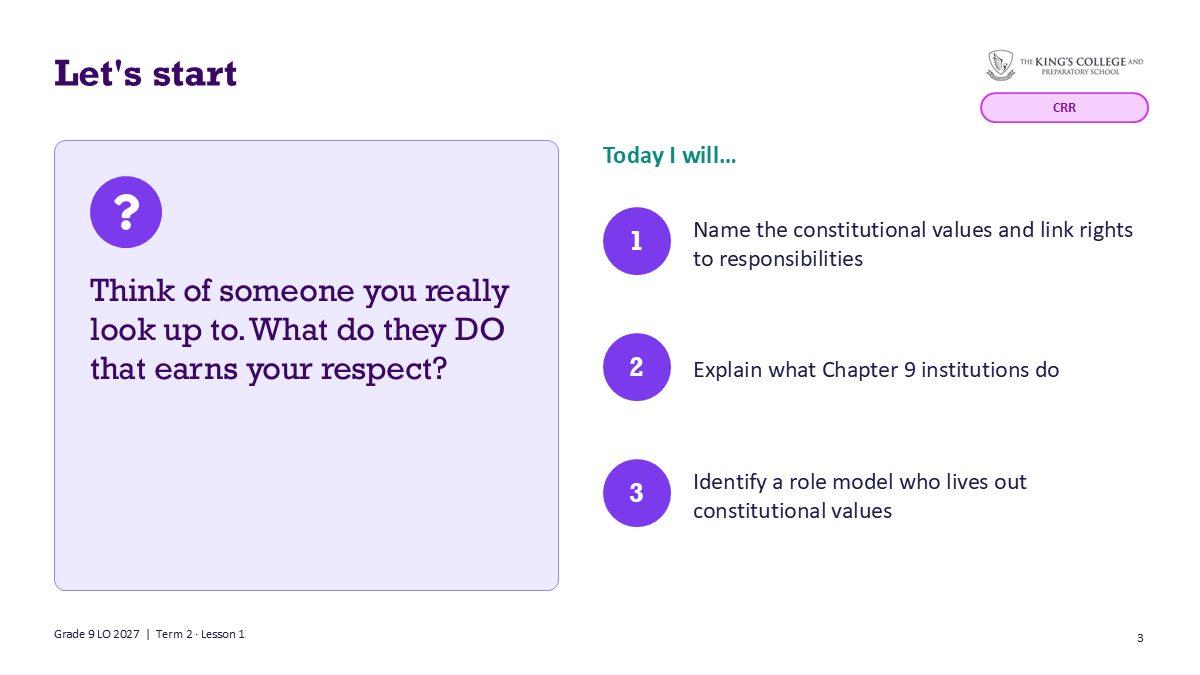 Let's start
THE KING'S COLLEGE AND
PREPARATORY SCHOOL
CRR
?
Think of someone you really
look up to. What do they DO
that earns your respect?
Today I will...
1
Name the constitutional values and link rights
to responsibilities
2
Explain what Chapter 9 institutions do
3
Identify a role model who lives out
constitutional values
Grade 9 LO 2027 | Term 2 · Lesson 1
3